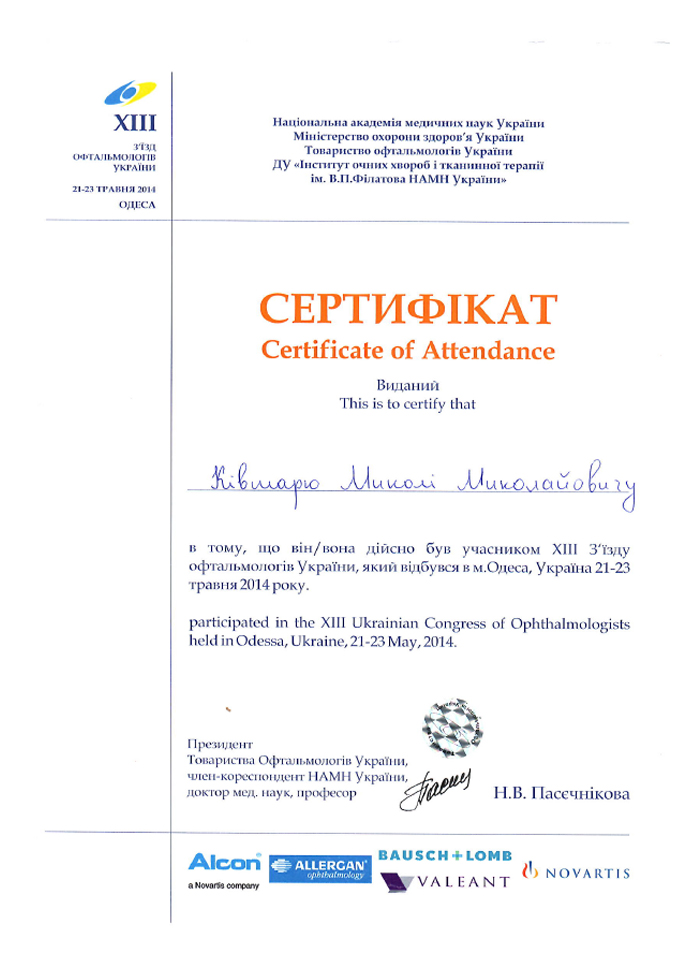 XIII
З'ЇЗД
ОФТАЛЬМОЛОГІВ
УКРАЇНИ
21-23 ТРАВНЯ 2014
ОДЕСА
Національна академія медичних наук України
Міністерство охорони здоров'я України
Товариство офтальмологів України
ДУ «Інститут очних хвороб і тканинної терапії
ім. В.П.Філатова НАМН України»
СЕРТИФІКАТ
Certificate of Attendance
Виданий
This is to certify that
Ківшарю Миколі Миколайовичу
в тому, що він/вона дійсно був учасником XIII З'їзду
офтальмологів України, який відбувся в м.Одеса, Україна 21-23
травня 2014 року.
participated in the XIII Ukrainian Congress of Ophthalmologists
held in Odessa, Ukraine, 21-23 May, 2014.
Президент
Товариства Офтальмологів України,
член-кореспондент НАМН України,
доктор мед. наук, професор
Н.В. Пасєчнікова
Alcon®
a Novartis company
ALLERGAN
ophthalmology
BAUSCH+LOMB
VALEANT
NOVARTIS